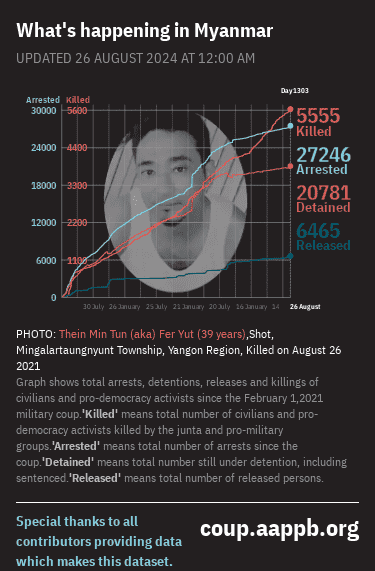 What's happening in Myanmar
UPDATED 26 AUGUST 2024 AT 12:00 AM
Day1303
Arrested Killed
30000 5600
24000 4400
18000 3300
12000 2200
6000 1100
0
5555
Killed
27246
Arrested
20781
Detained
6465
Released
30 July 26 January 25 July 21 January 20 July 16 January 14 26 August
PHOTO: Thein Min Tun (aka) Fer Yut (39 years),Shot,
Mingalartaungnyunt Township, Yangon Region, Killed on August 26
2021
Graph shows total arrests, detentions, releases and killings of
civilians and pro-democracy activists since the February 1,2021
military coup.'Killed' means total number of civilians and pro-
democracy activists killed by the junta and pro-military
groups.'Arrested' means total number of arrests since the
coup.'Detained' means total number still under detention, including
sentenced.'Released' means total number of released persons.
Special thanks to all
contributors providing data
which makes this dataset.
coup.aappb.org